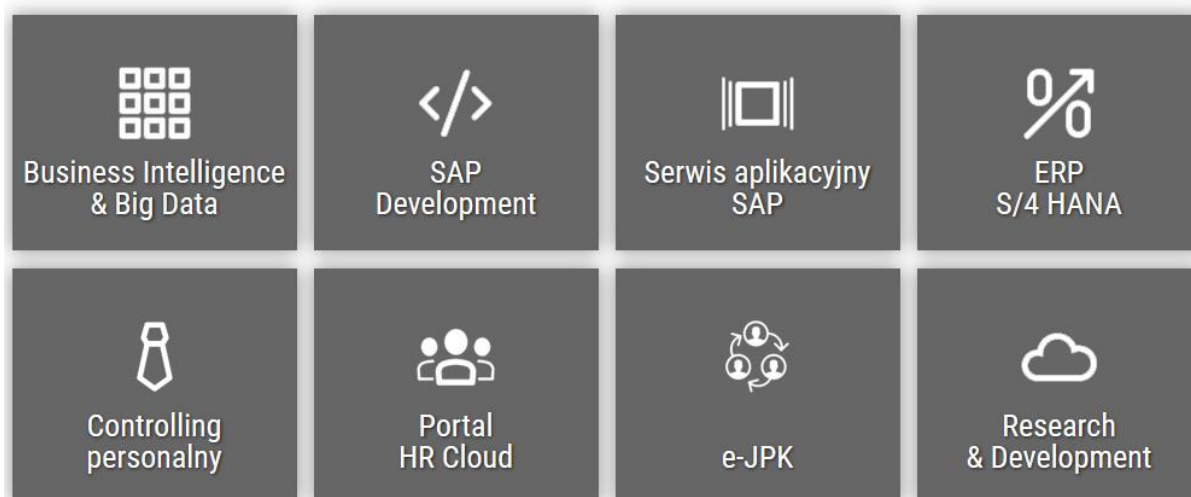 Business Intelligence
& Big Data
SAP
Development
Serwis aplikacyjny
SAP
ERP
S/4 HANA
Controlling
personalny
Portal
HR Cloud
e-JPK
Research
& Development